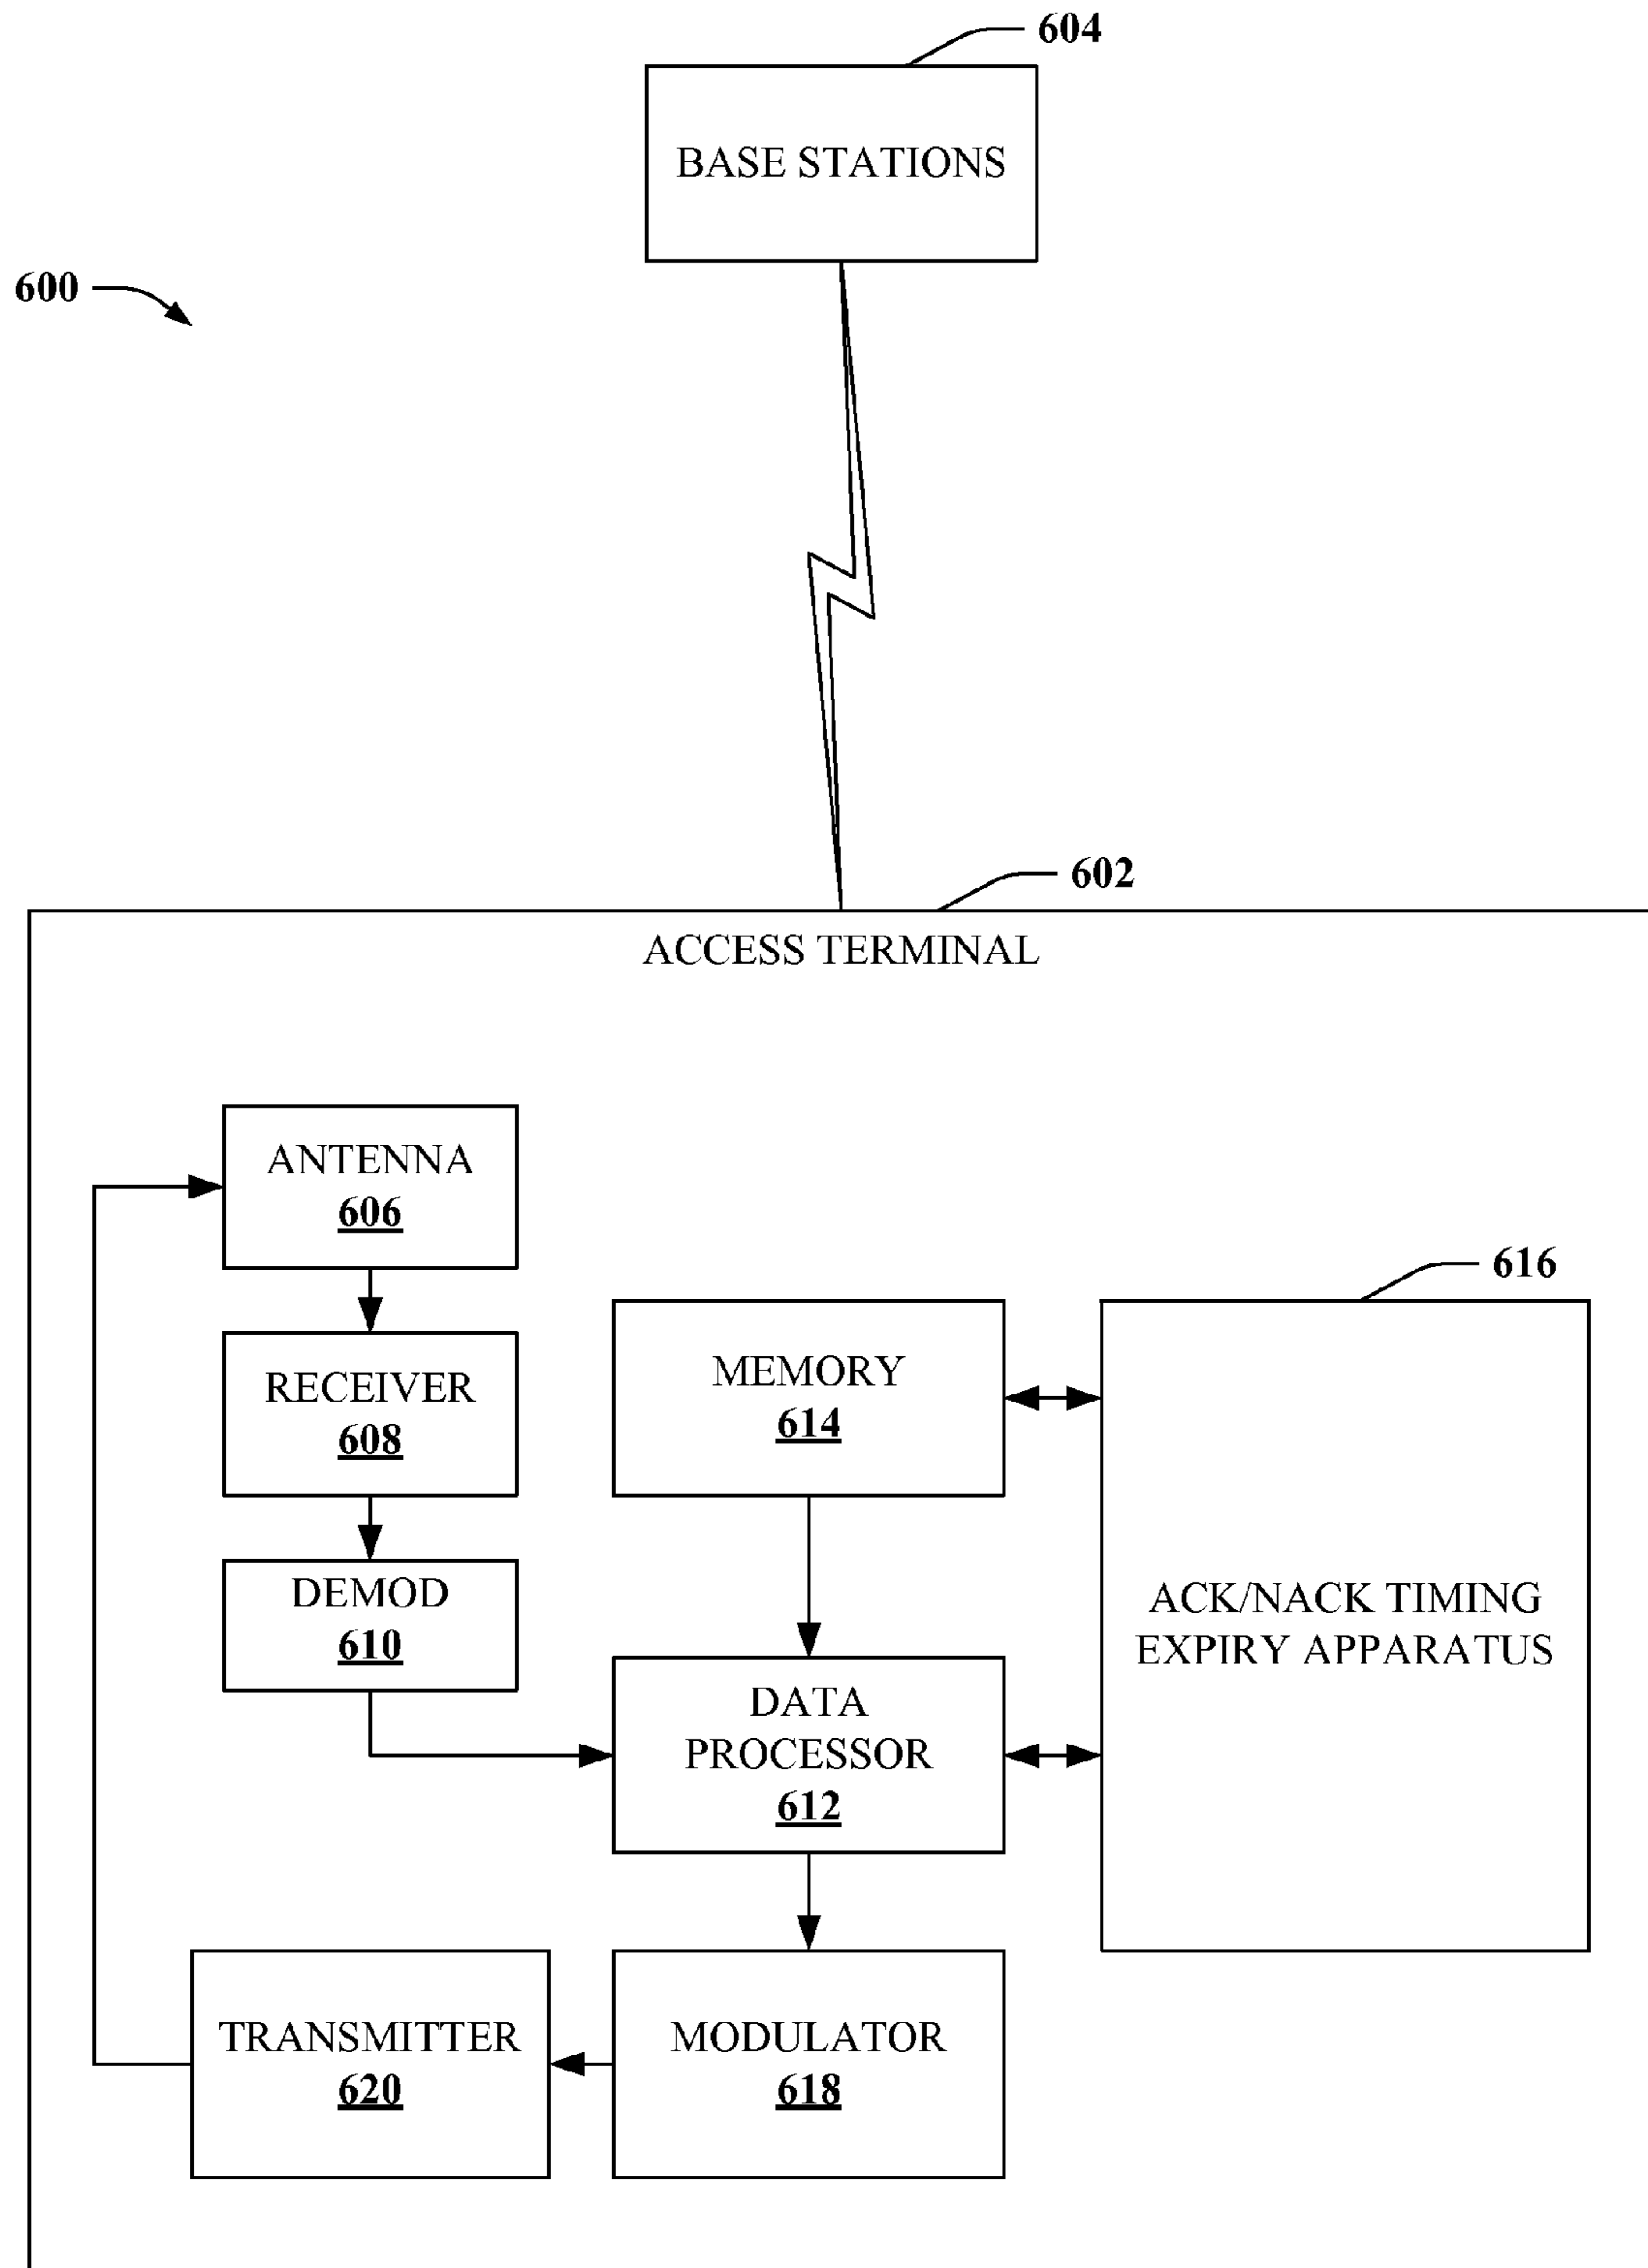 604
BASE STATIONS
600
602
ACCESS TERMINAL
ANTENNA
606
616
RECEIVER
608
MEMORY
614
DEMOD
610
ACK/NACK TIMING
EXPIRY APPARATUS
DATA
PROCESSOR
612
TRANSMITTER
620
MODULATOR
618